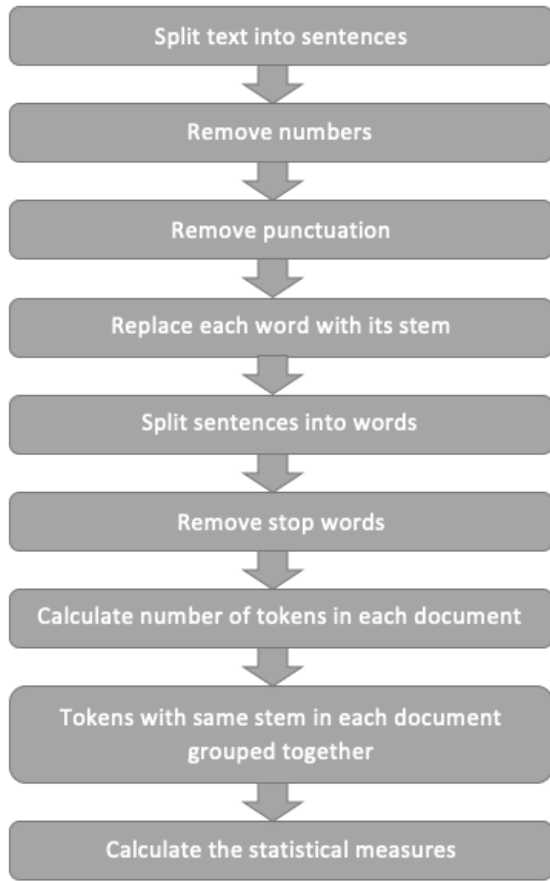 Split text into sentences
Remove numbers
Remove punctuation
Replace each word with its stem
Split sentences into words
Remove stop words
Calculate number of tokens in each document
Tokens with same stem in each document
grouped together
Calculate the statistical measures